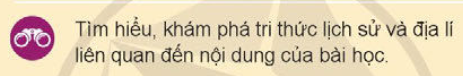 Tìm hiểu, khám phá tri thức lịch sử và địa lí
liên quan đến nội dung của bài học.